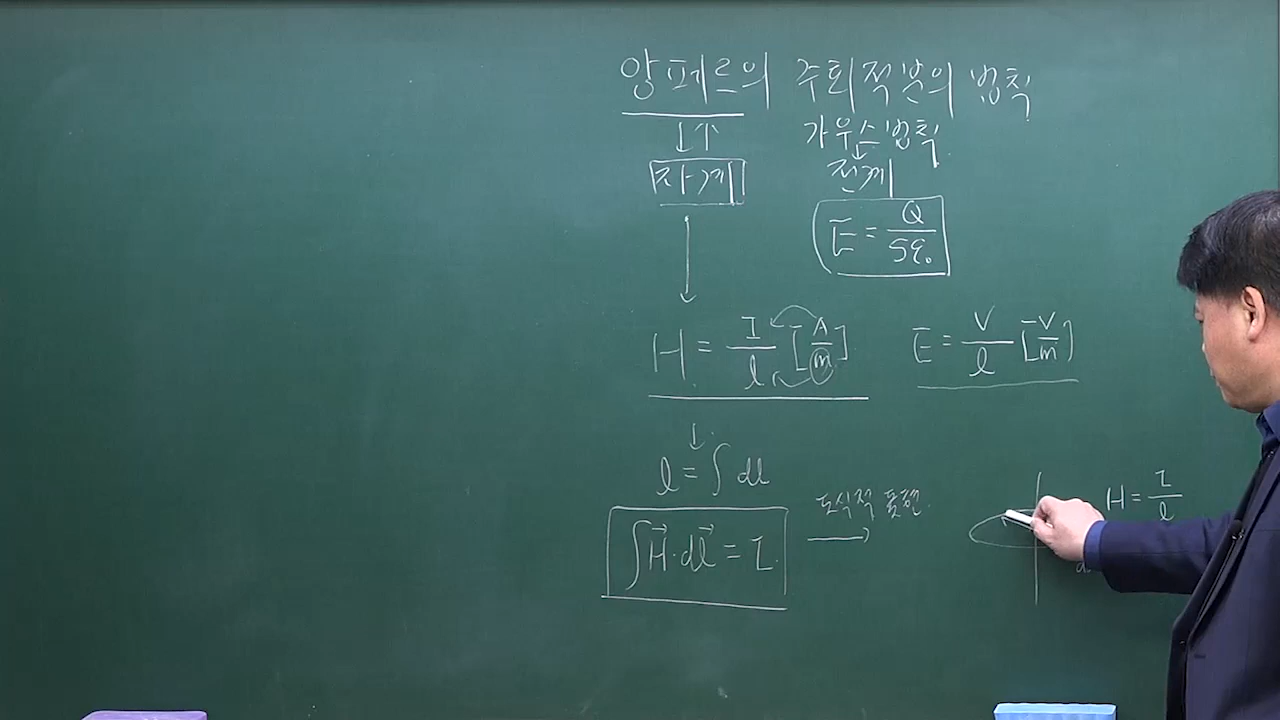 앙페르의 주회적분의 법칙
↓↑ 가우스 법칙
자계 ↓ 전계
E = Q/Sε₀
↓
H = I/l [A/m] E = V/l [V/m]
↓
l = ∫ dl
∫H⃗·dl⃗ = I → 도식적 표현
H = I/l
d